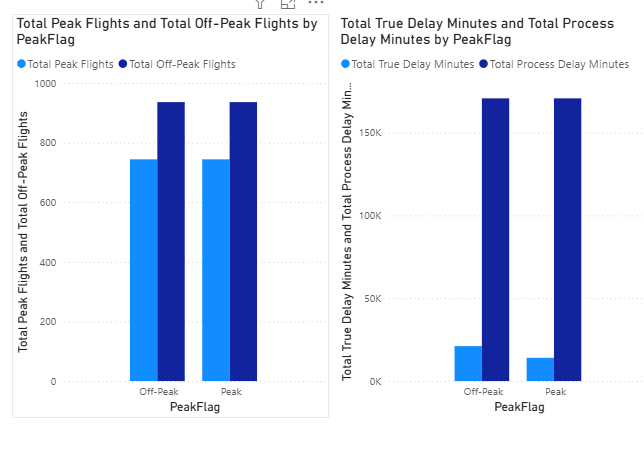 Total Peak Flights and Total Off-Peak Flights by
PeakFlag
Total Peak Flights Total Off-Peak Flights
Total Peak Flights and Total Off-Peak Flights
1000
800
600
400
200
0
Off-Peak Peak
PeakFlag
Total True Delay Minutes and Total Process
Delay Minutes by PeakFlag
Total True Delay Minutes Total Process Delay Minutes
Total True Delay Minutes and Total Process Delay Min...
150K
100K
50K
0K
Off-Peak Peak
PeakFlag